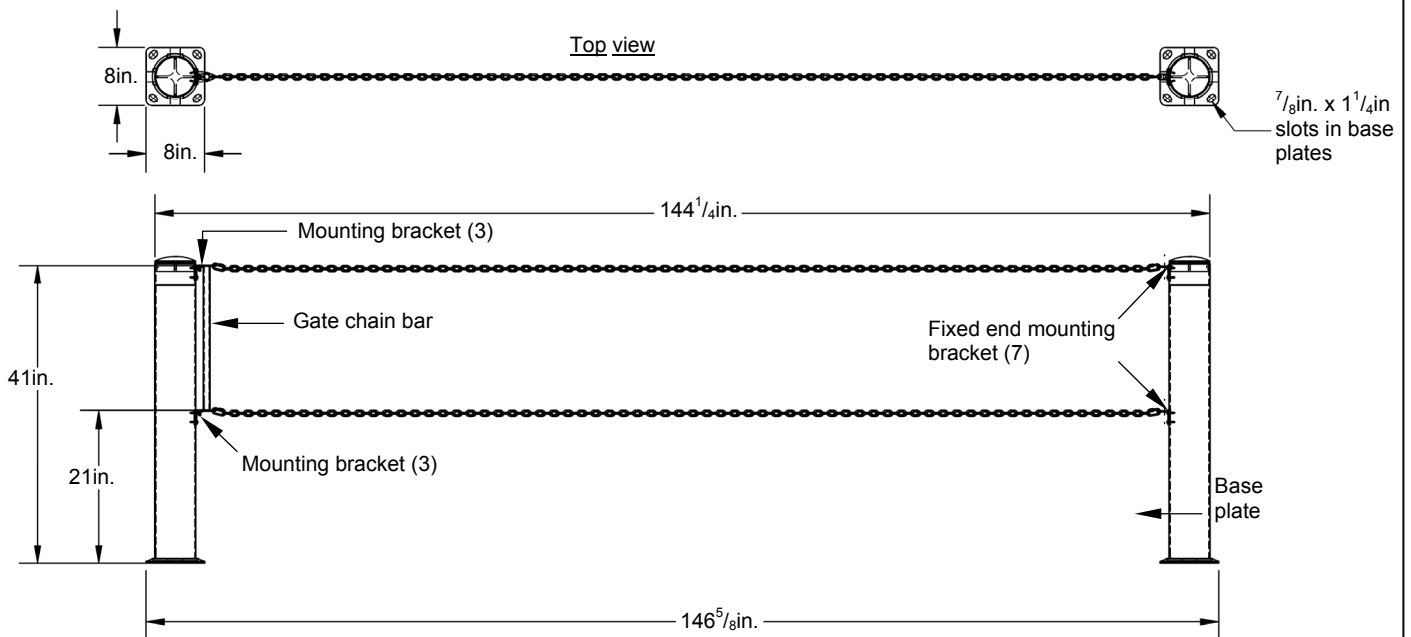 Top view
8in.
8in.
7/8in. x 1 1/4in
slots in base
plates
144 1/4in.
Mounting bracket (3)
Gate chain bar
Fixed end mounting
bracket (7)
41in.
Mounting bracket (3)
21in.
Base
plate
146 5/8in.